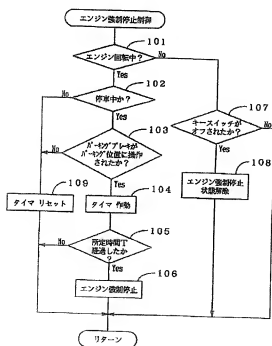 エンジン強制停止制御
101
エンジン回転中?
No
Yes
102
停車中か?
No
Yes
103
パーキングブレーキが
パーキング位置に操作
されたか?
No
Yes
107
キースイッチが
オフされたか?
No
Yes
108
エンジン強制停止
状態解除
109
タイマ リセット
104
タイマ 作動
105
所定時間T
経過したか
?
No
Yes
106
エンジン強制停止
リターン